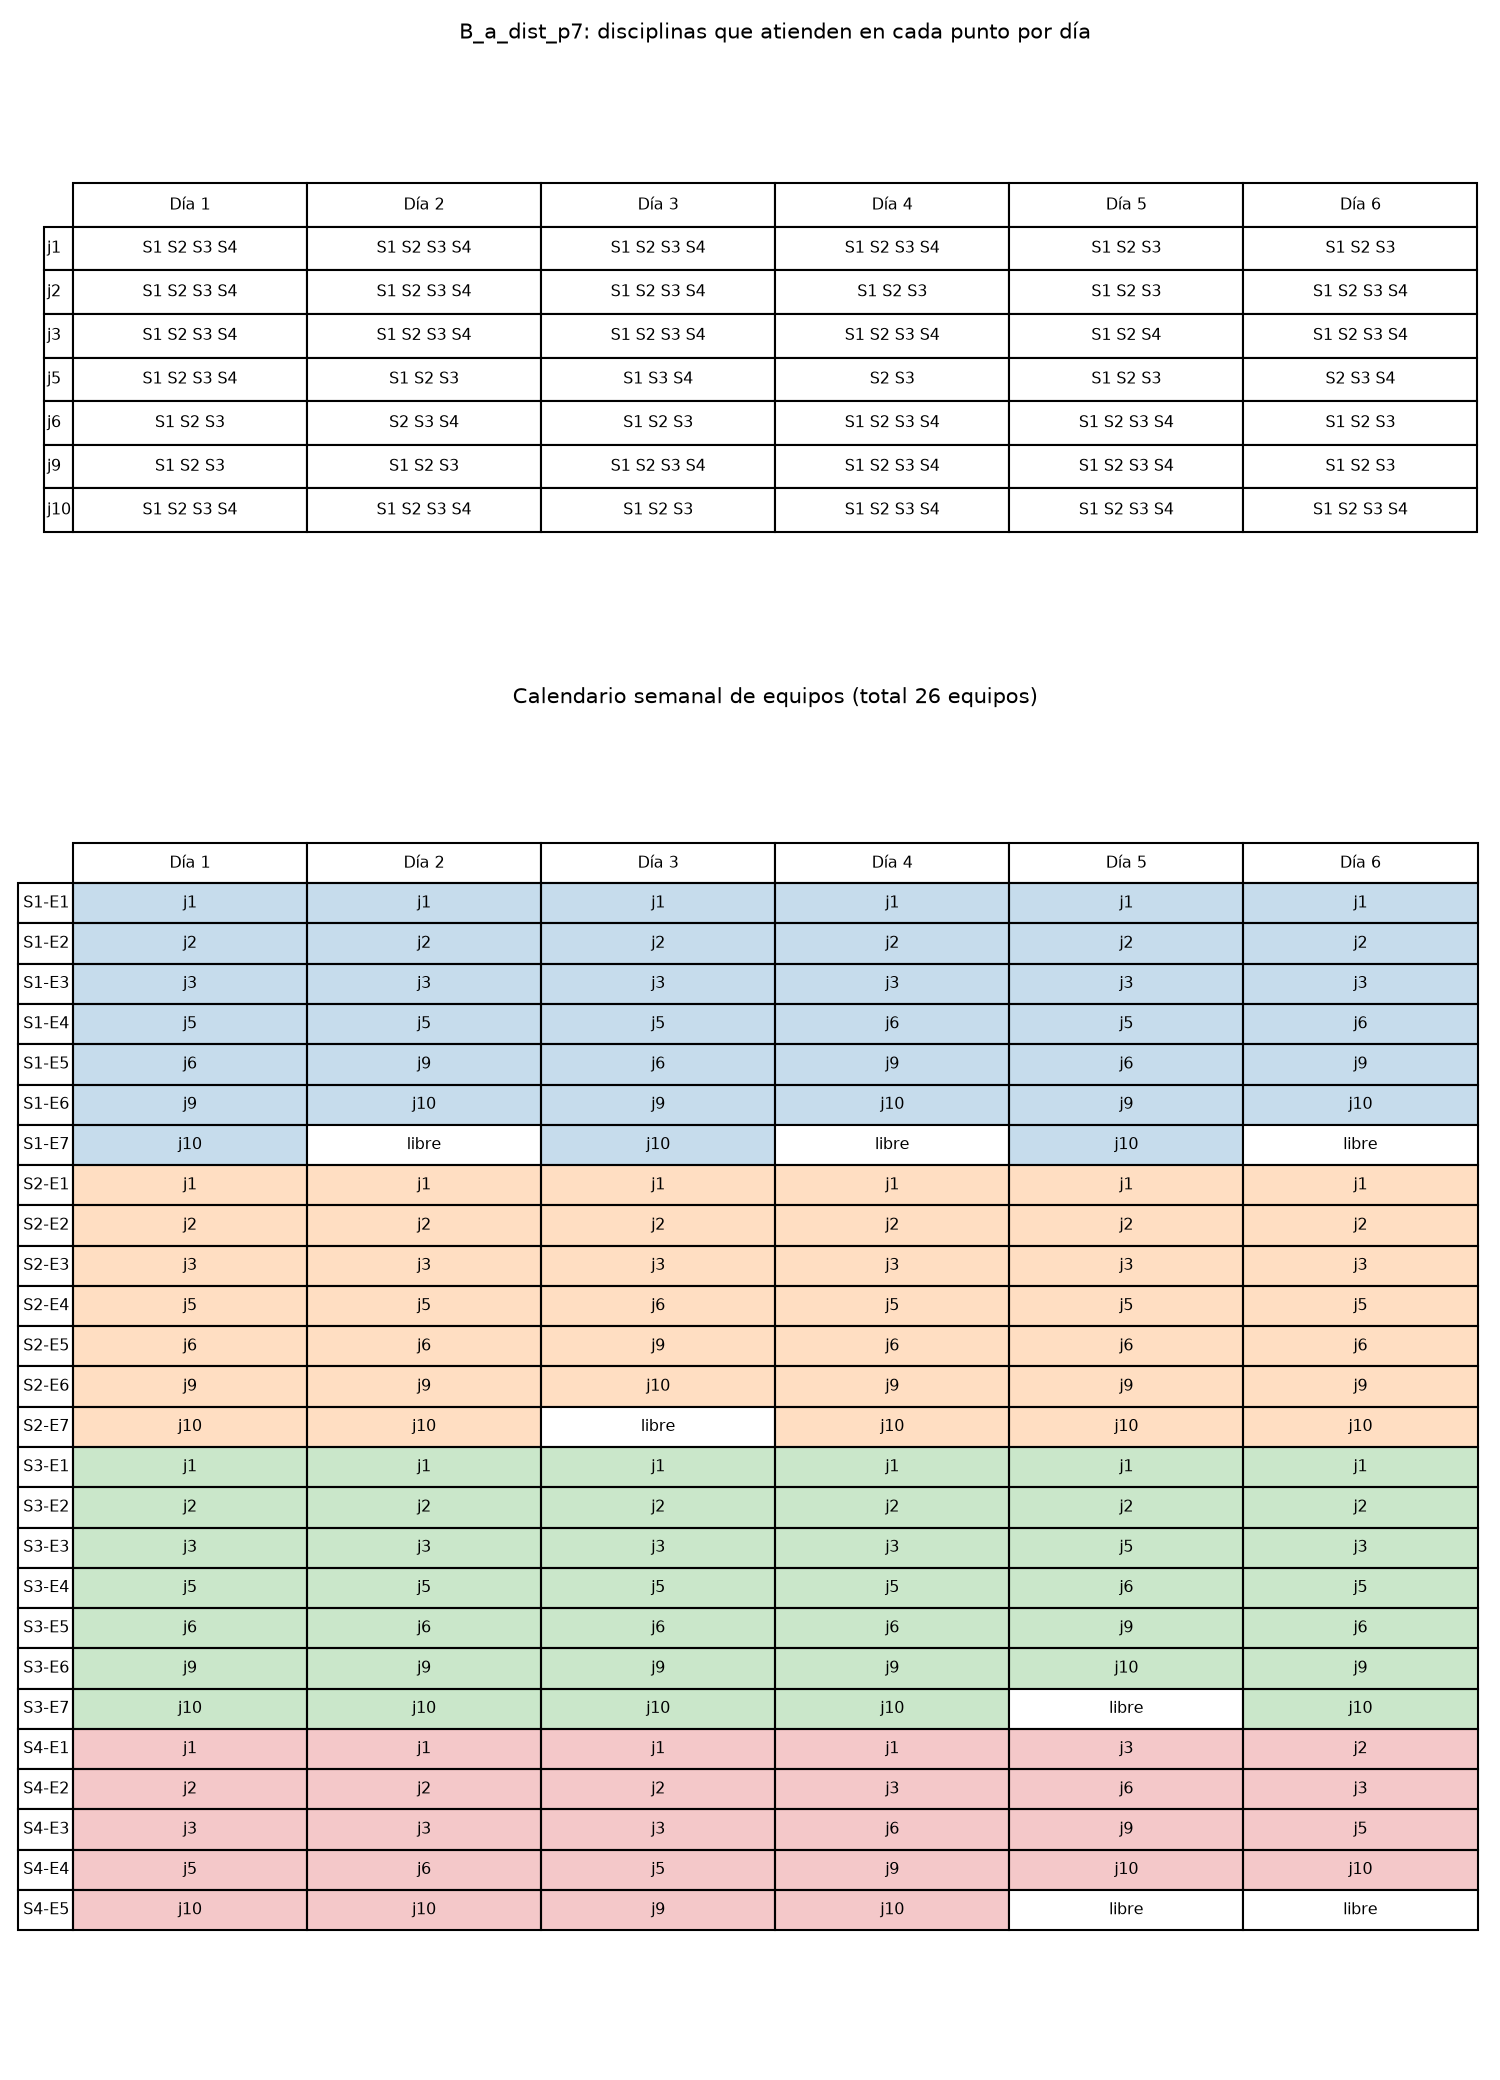 B_a_dist_p7: disciplinas que atienden en cada punto por día
Día 1 Día 2 Día 3 Día 4 Día 5 Día 6
j1 S1 S2 S3 S4 S1 S2 S3 S4 S1 S2 S3 S4 S1 S2 S3 S4 S1 S2 S3 S1 S2 S3
j2 S1 S2 S3 S4 S1 S2 S3 S4 S1 S2 S3 S4 S1 S2 S3 S1 S2 S3 S1 S2 S3 S4
j3 S1 S2 S3 S4 S1 S2 S3 S4 S1 S2 S3 S4 S1 S2 S3 S4 S1 S2 S4 S1 S2 S3 S4
j5 S1 S2 S3 S4 S1 S2 S3 S1 S3 S4 S2 S3 S1 S2 S3 S2 S3 S4
j6 S1 S2 S3 S2 S3 S4 S1 S2 S3 S1 S2 S3 S4 S1 S2 S3 S4 S1 S2 S3
j9 S1 S2 S3 S1 S2 S3 S1 S2 S3 S4 S1 S2 S3 S4 S1 S2 S3 S4 S1 S2 S3
j10 S1 S2 S3 S4 S1 S2 S3 S4 S1 S2 S3 S1 S2 S3 S4 S1 S2 S3 S4 S1 S2 S3 S4
Calendario semanal de equipos (total 26 equipos)
Día 1 Día 2 Día 3 Día 4 Día 5 Día 6
S1-E1 j1 j1 j1 j1 j1 j1
S1-E2 j2 j2 j2 j2 j2 j2
S1-E3 j3 j3 j3 j3 j3 j3
S1-E4 j5 j5 j5 j6 j5 j6
S1-E5 j6 j9 j6 j9 j6 j9
S1-E6 j9 j10 j9 j10 j9 j10
S1-E7 j10 libre j10 libre j10 libre
S2-E1 j1 j1 j1 j1 j1 j1
S2-E2 j2 j2 j2 j2 j2 j2
S2-E3 j3 j3 j3 j3 j3 j3
S2-E4 j5 j5 j6 j5 j5 j5
S2-E5 j6 j6 j9 j6 j6 j6
S2-E6 j9 j9 j10 j9 j9 j9
S2-E7 j10 j10 libre j10 j10 j10
S3-E1 j1 j1 j1 j1 j1 j1
S3-E2 j2 j2 j2 j2 j2 j2
S3-E3 j3 j3 j3 j3 j5 j3
S3-E4 j5 j5 j5 j5 j6 j5
S3-E5 j6 j6 j6 j6 j9 j6
S3-E6 j9 j9 j9 j9 j10 j9
S3-E7 j10 j10 j10 j10 libre j10
S4-E1 j1 j1 j1 j1 j3 j2
S4-E2 j2 j2 j2 j3 j6 j3
S4-E3 j3 j3 j3 j6 j9 j5
S4-E4 j5 j6 j5 j9 j10 j10
S4-E5 j10 j10 j9 j10 libre libre